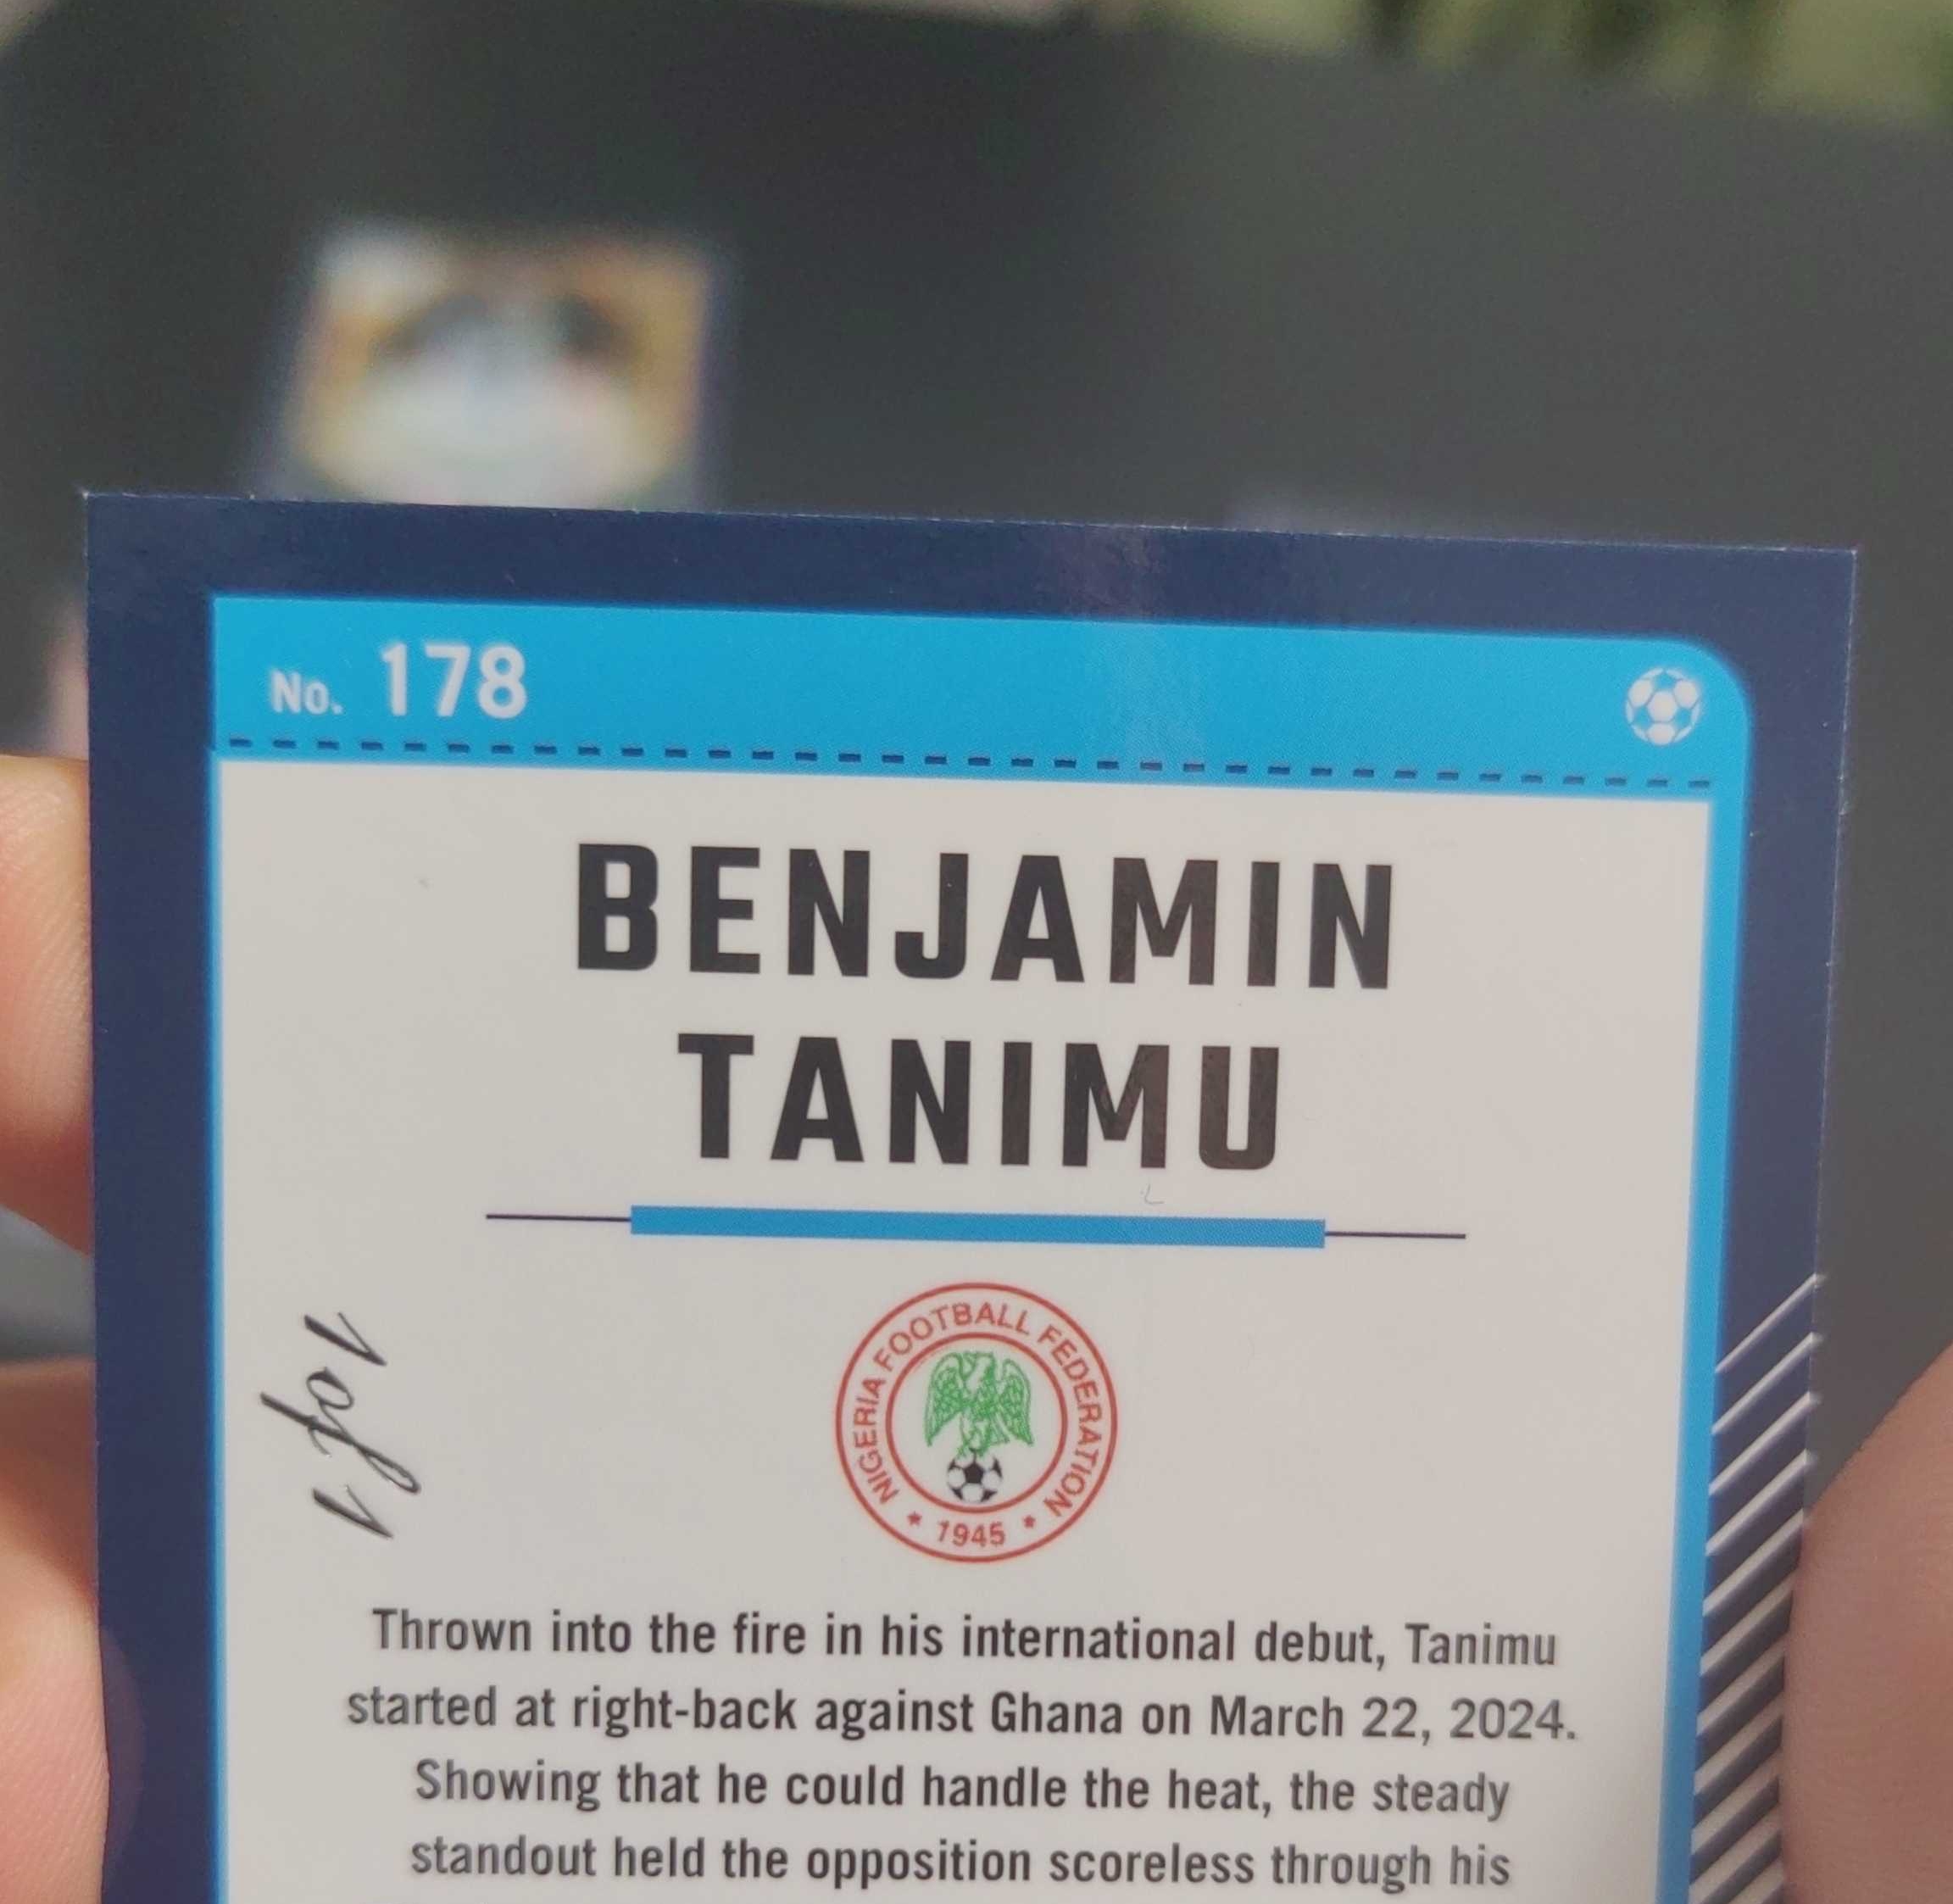 No. 178
BENJAMIN
TANIMU
1 of 1
NIGERIA FOOTBALL FEDERATION
* 1945 *
Thrown into the fire in his international debut, Tanimu
started at right-back against Ghana on March 22, 2024.
Showing that he could handle the heat, the steady
standout held the opposition scoreless through his